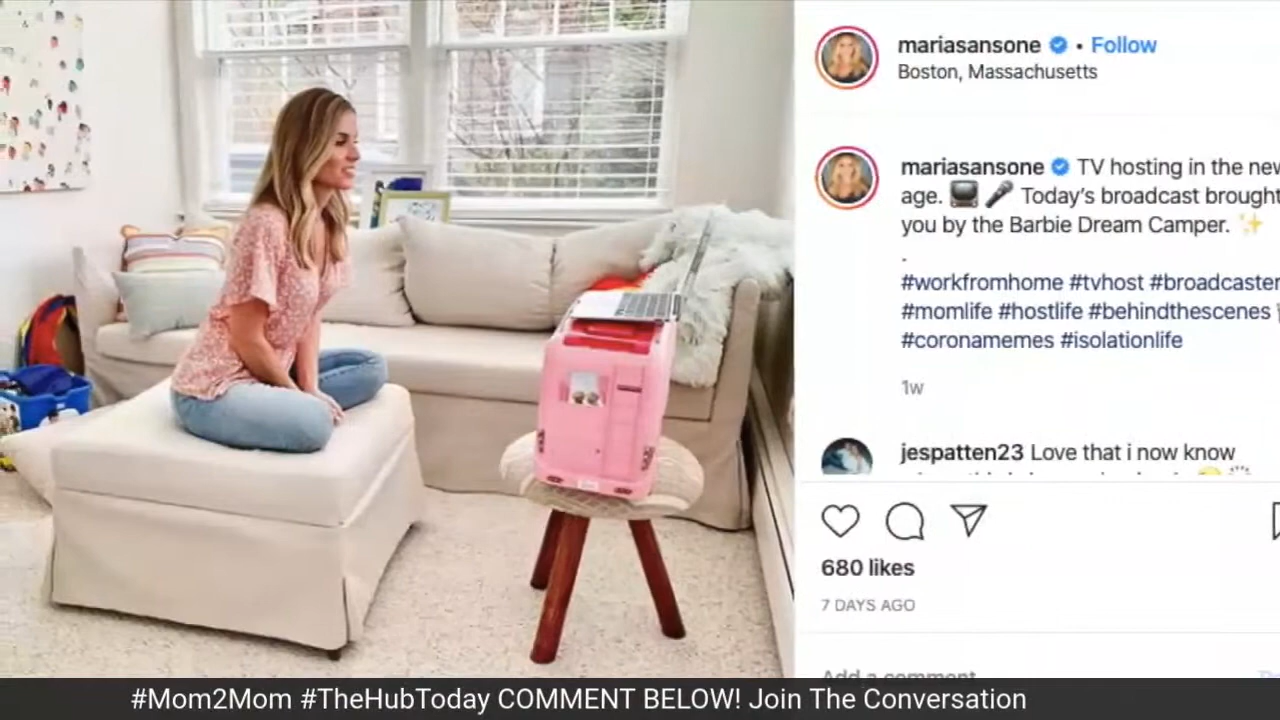 mariasansone • Follow
Boston, Massachusetts
mariasansone TV hosting in the new
age. 📺 🎤 Today's broadcast brought
you by the Barbie Dream Camper. ✨
.
#workfromhome #tvhost #broadcaster
#momlife #hostlife #behindthescenes
#coronamemes #isolationlife
1w
jespatten23 Love that i now know
680 likes
7 DAYS AGO
Add a comment
#Mom2Mom #TheHubToday COMMENT BELOW! Join The Conversation